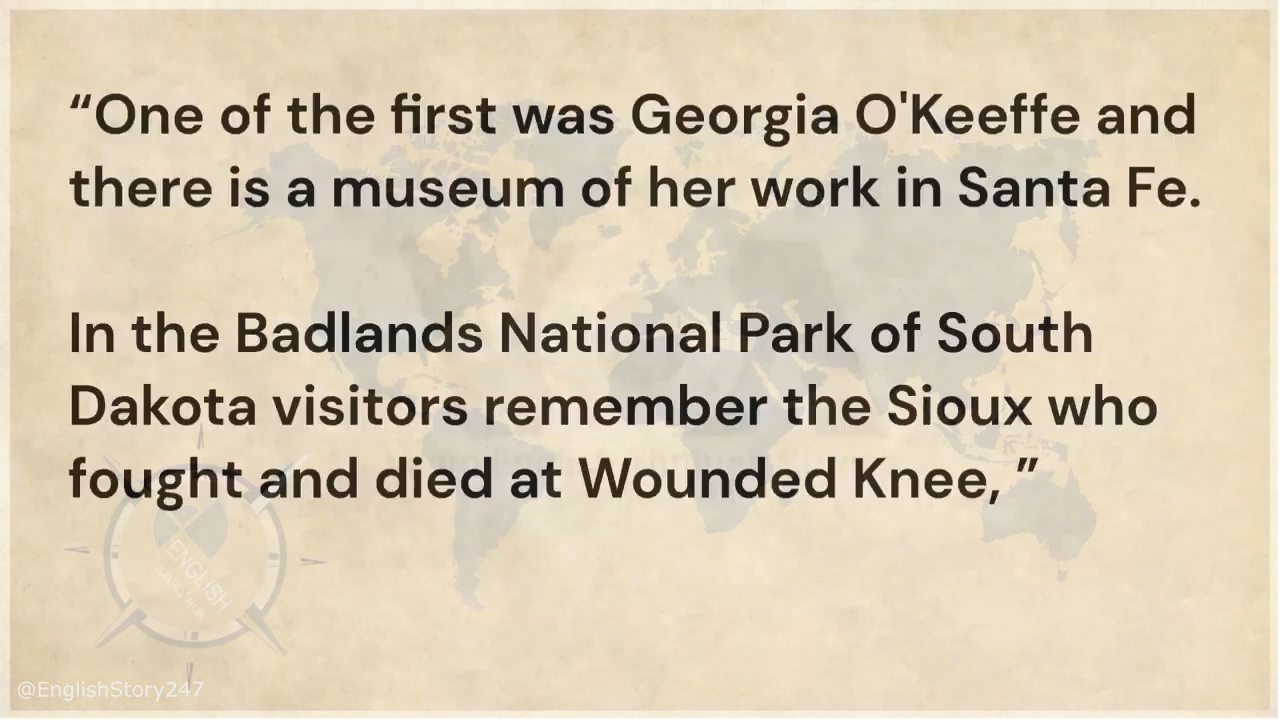 “One of the first was Georgia O'Keeffe and
there is a museum of her work in Santa Fe.
In the Badlands National Park of South
Dakota visitors remember the Sioux who
fought and died at Wounded Knee, ”
ENGLISH
@EnglishStory247